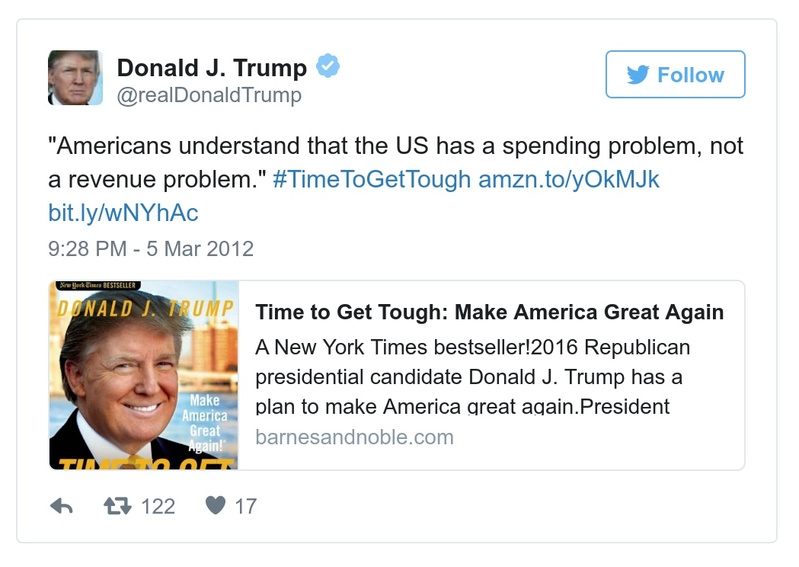 Donald J. Trump
@realDonaldTrump
Follow
"Americans understand that the US has a spending problem, not
a revenue problem." #TimeToGetTough amzn.to/yOkMJk
bit.ly/wNYhAc
9:28 PM - 5 Mar 2012
New York Times BESTSELLER
DONALD J. TRUMP
Make
America
Great
Again!
TIME TO GET
Time to Get Tough: Make America Great Again
A New York Times bestseller!2016 Republican
presidential candidate Donald J. Trump has a
plan to make America great again.President
barnesandnoble.com
122
17